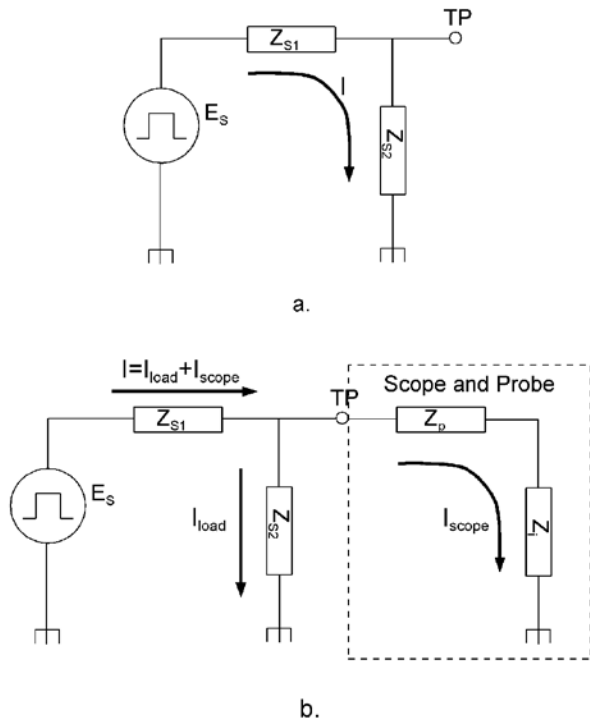 TP
Z_S1
I
E_S
Z_S2
a.
I=I_load+I_scope
Scope and Probe
TP
Z_S1
Z_p
E_S
I_load
Z_S2
I_scope
Z_i
b.